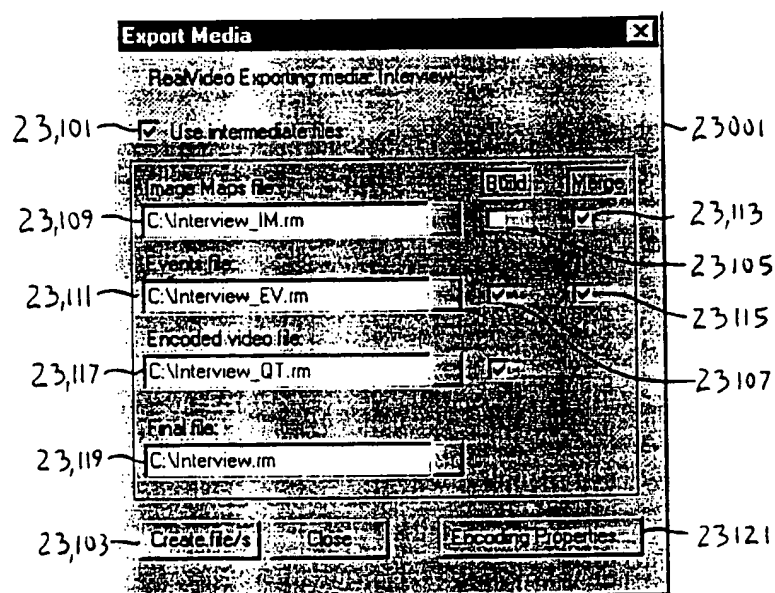 Export Media
RealVideo Exporting media: Interview
23,101 Use intermediate files 23001
Image Maps file: Build Merge
23,109 C:\Interview_IM.rm 23,113
23105
Events file:
23,111 C:\Interview_EV.rm 23115
Encoded video file:
23107
23,117 C:\Interview_QT.rm
Final file:
23,119 C:\Interview.rm
23,103 Create file/s Close Encoding Properties 23121